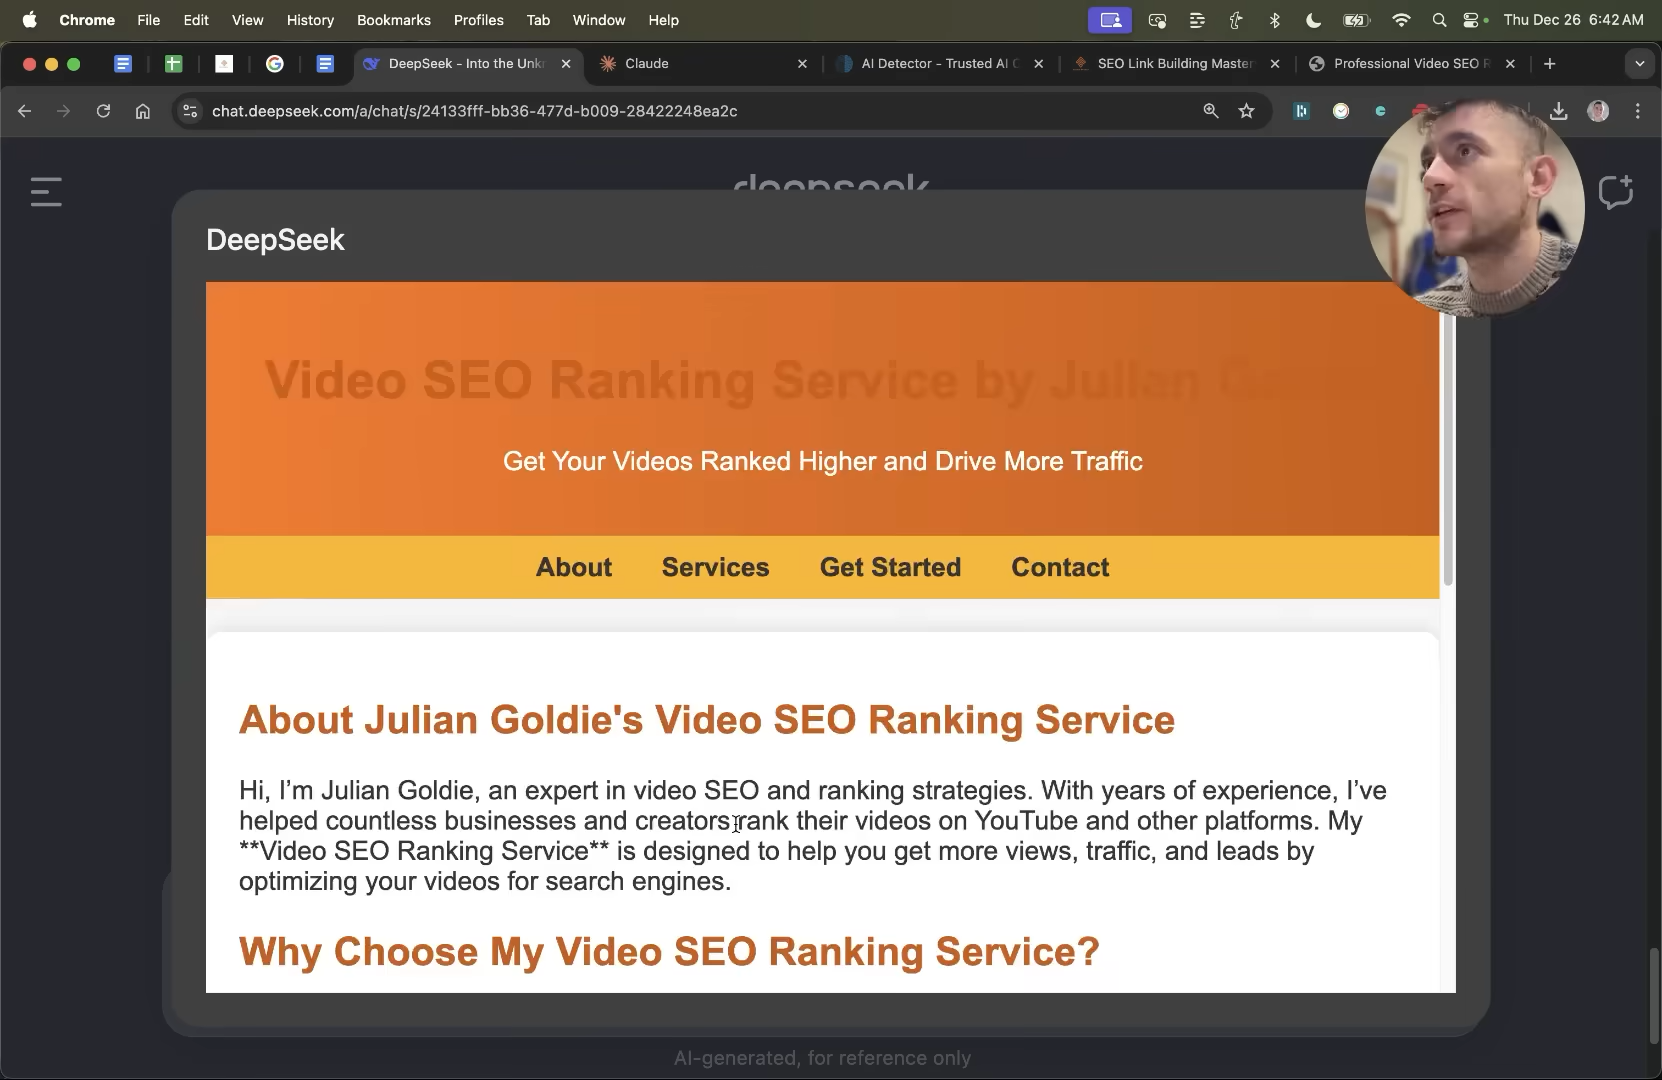 Chrome File Edit View History Bookmarks Profiles Tab Window Help Thu Dec 26 6:42 AM
DeepSeek - Into the Unk Claude AI Detector - Trusted AI SEO Link Building Master Professional Video SEO R
chat.deepseek.com/a/chat/s/24133fff-bb36-477d-b009-28422248ea2c
deepseek
DeepSeek
Video SEO Ranking Service by Julian
Get Your Videos Ranked Higher and Drive More Traffic
About Services Get Started Contact
About Julian Goldie's Video SEO Ranking Service
Hi, I’m Julian Goldie, an expert in video SEO and ranking strategies. With years of experience, I’ve
helped countless businesses and creators rank their videos on YouTube and other platforms. My
**Video SEO Ranking Service** is designed to help you get more views, traffic, and leads by
optimizing your videos for search engines.
Why Choose My Video SEO Ranking Service?
AI-generated, for reference only